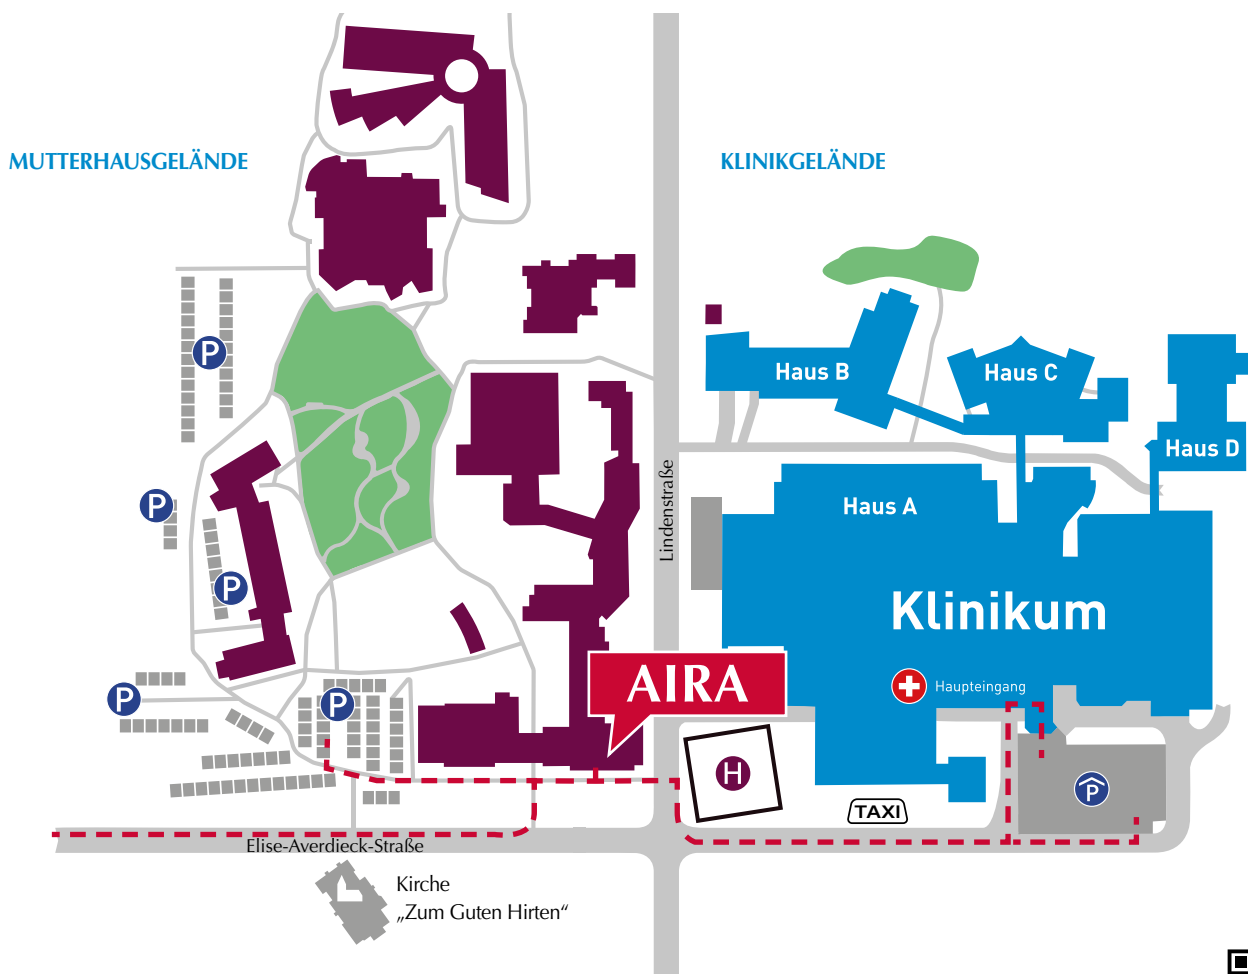 MUTTERHAUSGELÄNDE
KLINIKGELÄNDE
P
Haus B
Haus C
Haus D
Lindenstraße
Haus A
P
P
Klinikum
AIRA
Haupteingang
P
P
H
P
TAXI
Elise-Averdieck-Straße
Kirche
„Zum Guten Hirten“